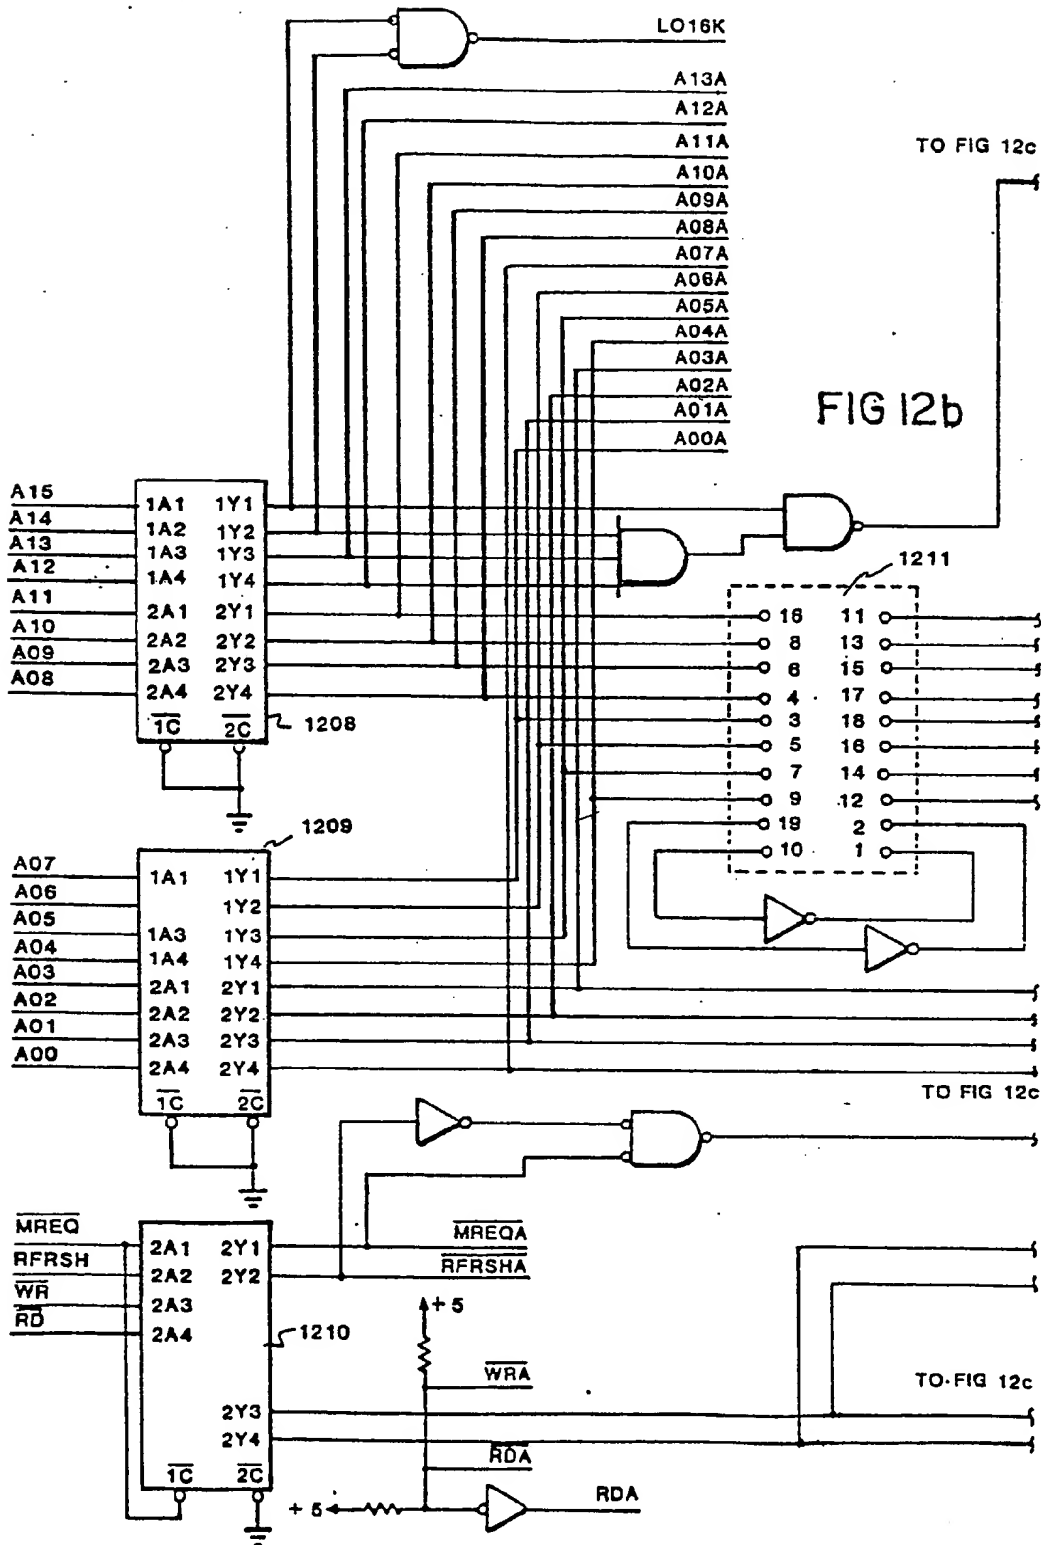 LO16K
A13A
A12A
TO FIG 12c
A11A
A10A
A09A
A08A
A07A
A06A
A05A
A04A
A03A
A02A
FIG 12b
A01A
A00A
A15 1A1 1Y1
A14 1A2 1Y2
A13 1A3 1Y3
A12 1A4 1Y4
1211
A11 2A1 2Y1 16 11
A10 2A2 2Y2 8 13
A09 2A3 2Y3 6 15
A08 2A4 2Y4 4 17
1C 2C 1208 3 18
5 16
7 14
9 12
1209 19 2
10 1
A07 1A1 1Y1
A06 1Y2
A05 1A3 1Y3
A04 1A4 1Y4
A03 2A1 2Y1
A02 2A2 2Y2
A01 2A3 2Y3
A00 2A4 2Y4
TO FIG 12c
1C 2C
MREQ 2A1 2Y1 MREQA
RFRSH 2A2 2Y2 RFRSHA
WR 2A3
RD 2A4
+ 5
1210
WRA
TO FIG 12c
2Y3
2Y4
RDA
1C 2C
+ 5
RDA